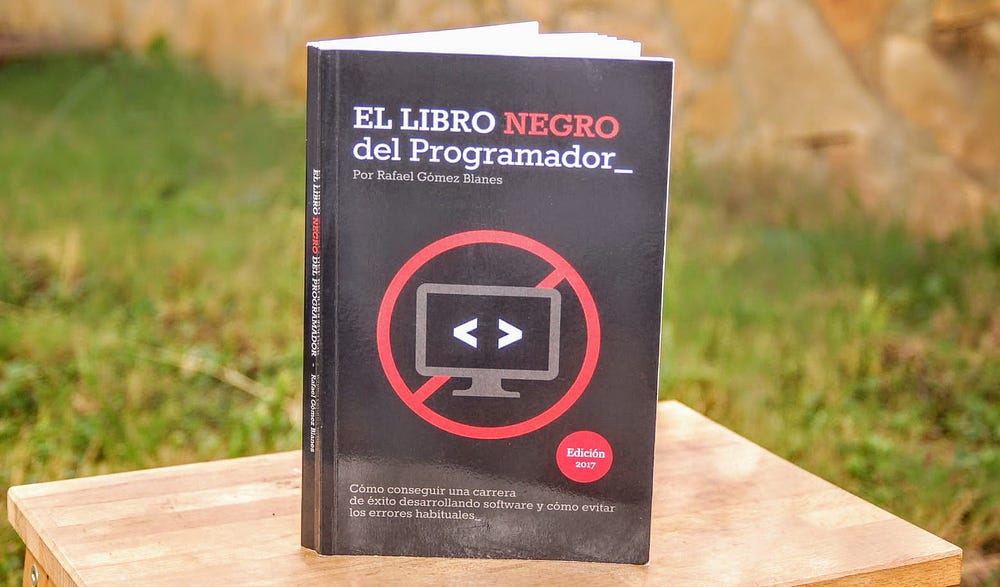 EL LIBRO NEGRO
del Programador_
Por Rafael Gómez Blanes
< >
Edición
2017
Cómo conseguir una carrera
de éxito desarrollando software y cómo evitar
los errores habituales_
EL LIBRO NEGRO DEL PROGRAMADOR - Rafael Gómez Blanes